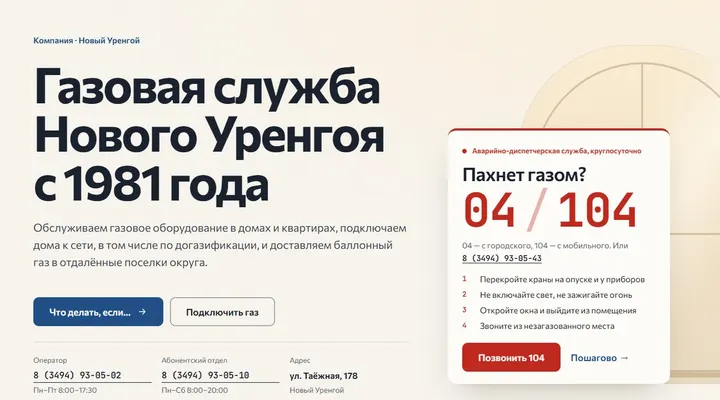 Компания · Новый Уренгой
Газовая служба
Нового Уренгоя
с 1981 года
Обслуживаем газовое оборудование в домах и квартирах, подключаем
дома к сети, в том числе по догазификации, и доставляем баллонный
газ в отдалённые поселки округа.
Что делать, если... →
Подключить газ
Оператор
8 (3494) 93-05-02
Пн–Пт 8:00–17:30
Абонентский отдел
8 (3494) 93-05-10
Пн–Сб 8:00–20:00
Адрес
ул. Таёжная, 178
Новый Уренгой
Аварийно-диспетчерская служба, круглосуточно
Пахнет газом?
04 / 104
04 — с городского, 104 — с мобильного. Или
8 (3494) 93-05-43
1 Перекройте краны на опуске и у приборов
2 Не включайте свет, не зажигайте огонь
3 Откройте окна и выйдите из помещения
4 Звоните из незагазованного места
Позвонить 104
Пошагово →